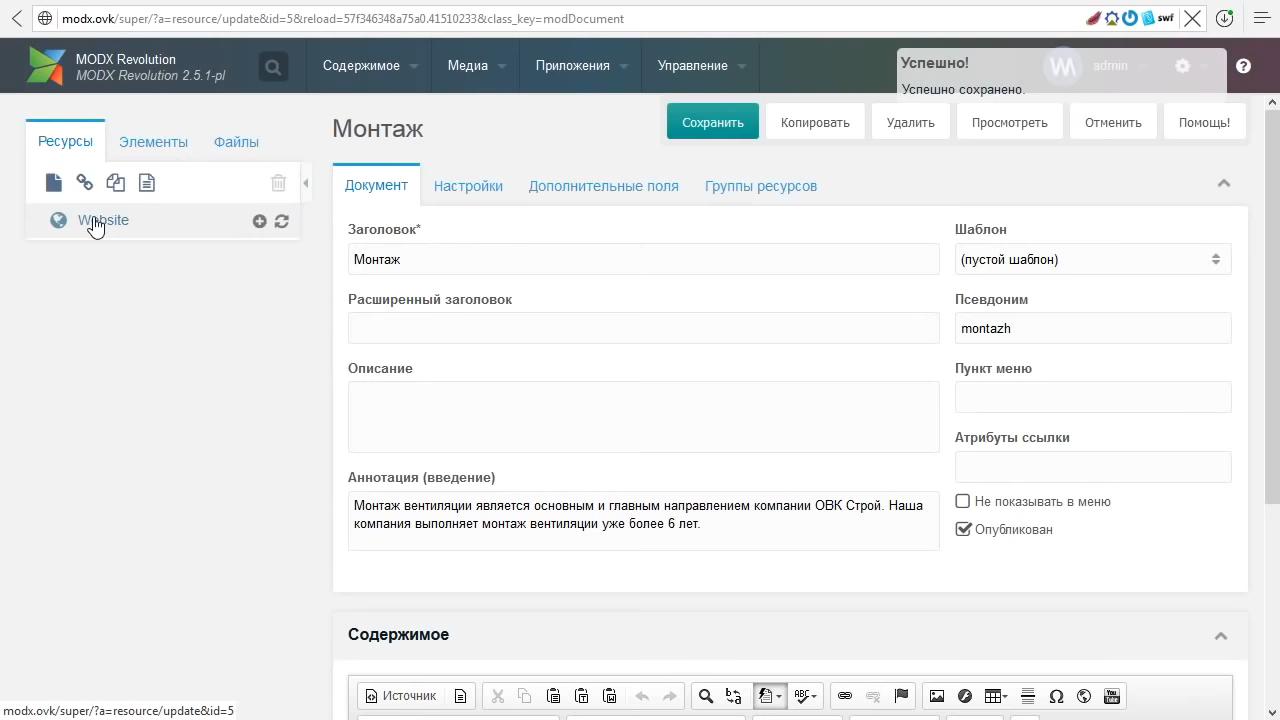 modx.ovk/super/?a=resource/update&id=5&reload=57f346348a75a0.41510233&class_key=modDocument
swf
MODX Revolution
MODX Revolution 2.5.1-pl
Содержимое
Медиа
Приложения
Управление
Успешно!
Успешно сохранено.
admin
Ресурсы
Элементы
Файлы
Website
Монтаж
Сохранить
Копировать
Удалить
Просмотреть
Отменить
Помощь!
Документ
Настройки
Дополнительные поля
Группы ресурсов
Заголовок*
Монтаж
Расширенный заголовок
Описание
Аннотация (введение)
Монтаж вентиляции является основным и главным направлением компании ОВК Строй. Наша
компания выполняет монтаж вентиляции уже более 6 лет.
Шаблон
(пустой шаблон)
Псевдоним
montazh
Пункт меню
Атрибуты ссылки
Не показывать в меню
Опубликован
Содержимое
Источник
modx.ovk/super/?a=resource/update&id=5